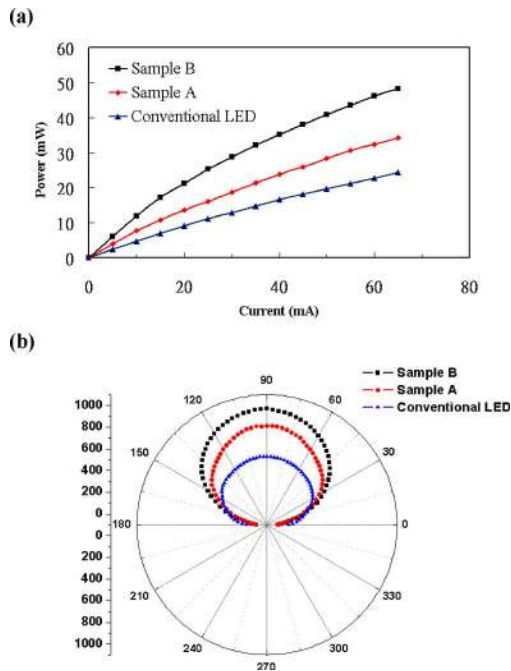 (a)
60
50
40
30
20
10
0
Power (mW)
Sample B
Sample A
Conventional LED
0 20 40 60 80
Current (mA)
(b)
Sample B
Sample A
Conventional LED
90
120 60
150 30
180 0
210 330
240 300
270
1000
800
600
400
200
0
0
200
400
600
800
1000